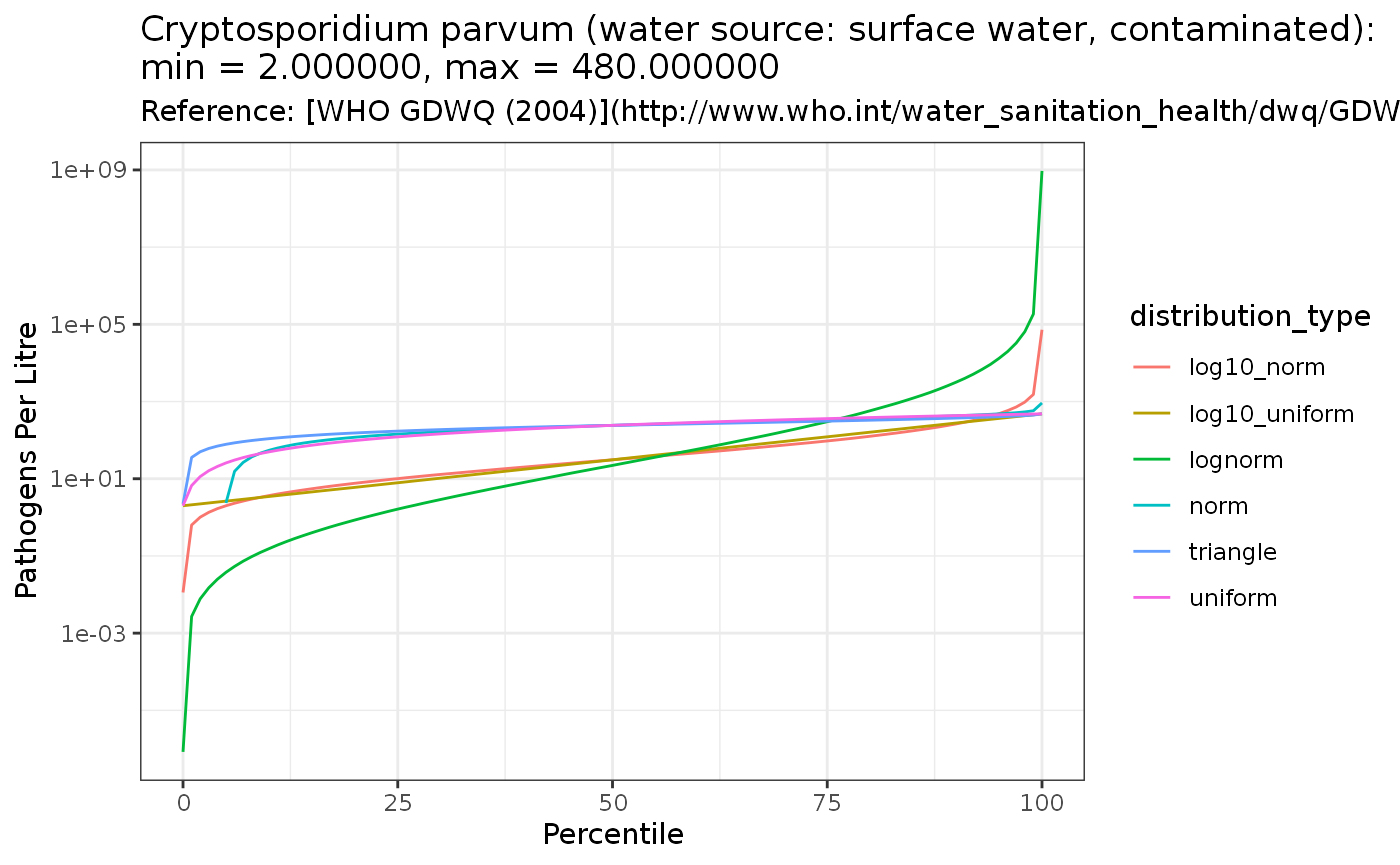 Cryptosporidium parvum (water source: surface water, contaminated):
min = 2.000000, max = 480.000000
Reference: [WHO GDWQ (2004)](http://www.who.int/water_sanitation_health/dwq/GDW
1e+09
1e+05
1e+01
1e-03
Pathogens Per Litre
0 25 50 75 100
Percentile
distribution_type
log10_norm
log10_uniform
lognorm
norm
triangle
uniform